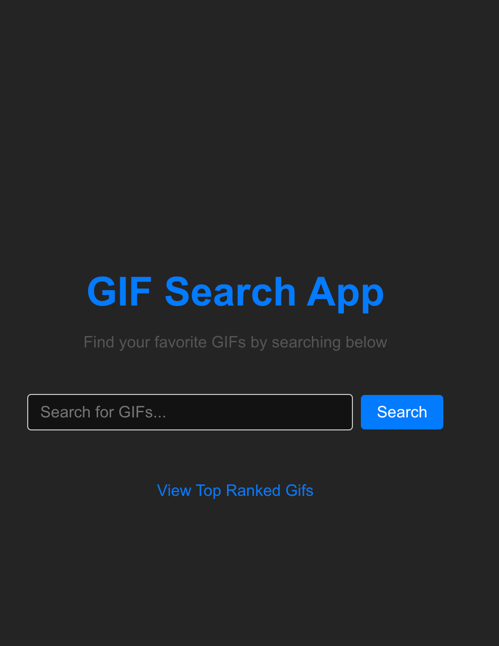 GIF Search App
Find your favorite GIFs by searching below
Search for GIFs...
Search
View Top Ranked Gifs